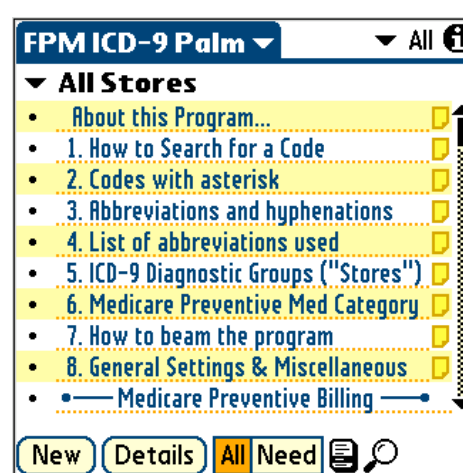 FPM ICD-9 Palm
All
All Stores
About this Program...
1. How to Search for a Code
2. Codes with asterisk
3. Abbreviations and hyphenations
4. List of abbreviations used
5. ICD-9 Diagnostic Groups ("Stores")
6. Medicare Preventive Med Category
7. How to beam the program
8. General Settings & Miscellaneous
Medicare Preventive Billing
New Details All Need